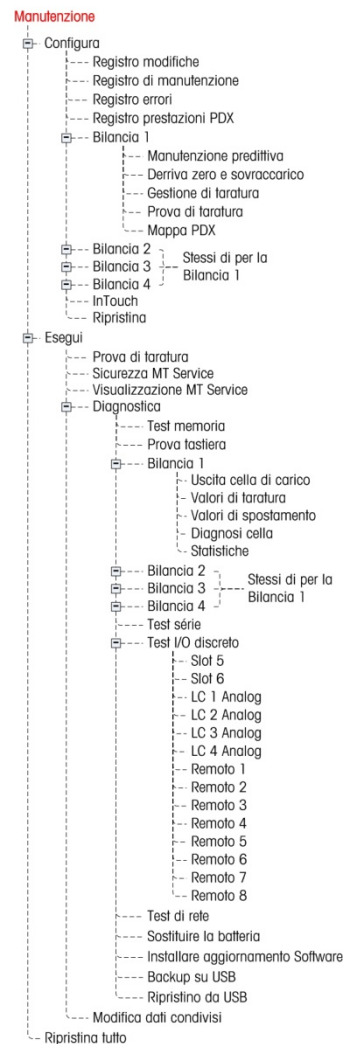 Manutenzione
Configura
Registro modifiche
Registro di manutenzione
Registro errori
Registro prestazioni PDX
Bilancia 1
Manutenzione predittiva
Derriva zero e sovraccarico
Gestione di taratura
Prova di taratura
Mappa PDX
Bilancia 2
Bilancia 3
Bilancia 4
Stessi di per la
Bilancia 1
InTouch
Ripristina
Esegui
Prova di taratura
Sicurezza MT Service
Visualizzazione MT Service
Diagnostica
Test memoria
Prova tastiera
Bilancia 1
Uscita cella di carico
Valori di taratura
Valori di spostamento
Diagnosi cella
Statistiche
Bilancia 2
Bilancia 3
Bilancia 4
Stessi di per la
Bilancia 1
Test série
Test I/O discreto
Slot 5
Slot 6
LC 1 Analog
LC 2 Analog
LC 3 Analog
LC 4 Analog
Remoto 1
Remoto 2
Remoto 3
Remoto 4
Remoto 5
Remoto 6
Remoto 7
Remoto 8
Test di rete
Sostituire la batteria
Installare aggiornamento Software
Backup su USB
Ripristino da USB
Modifica dati condivisi
Ripristina tutto